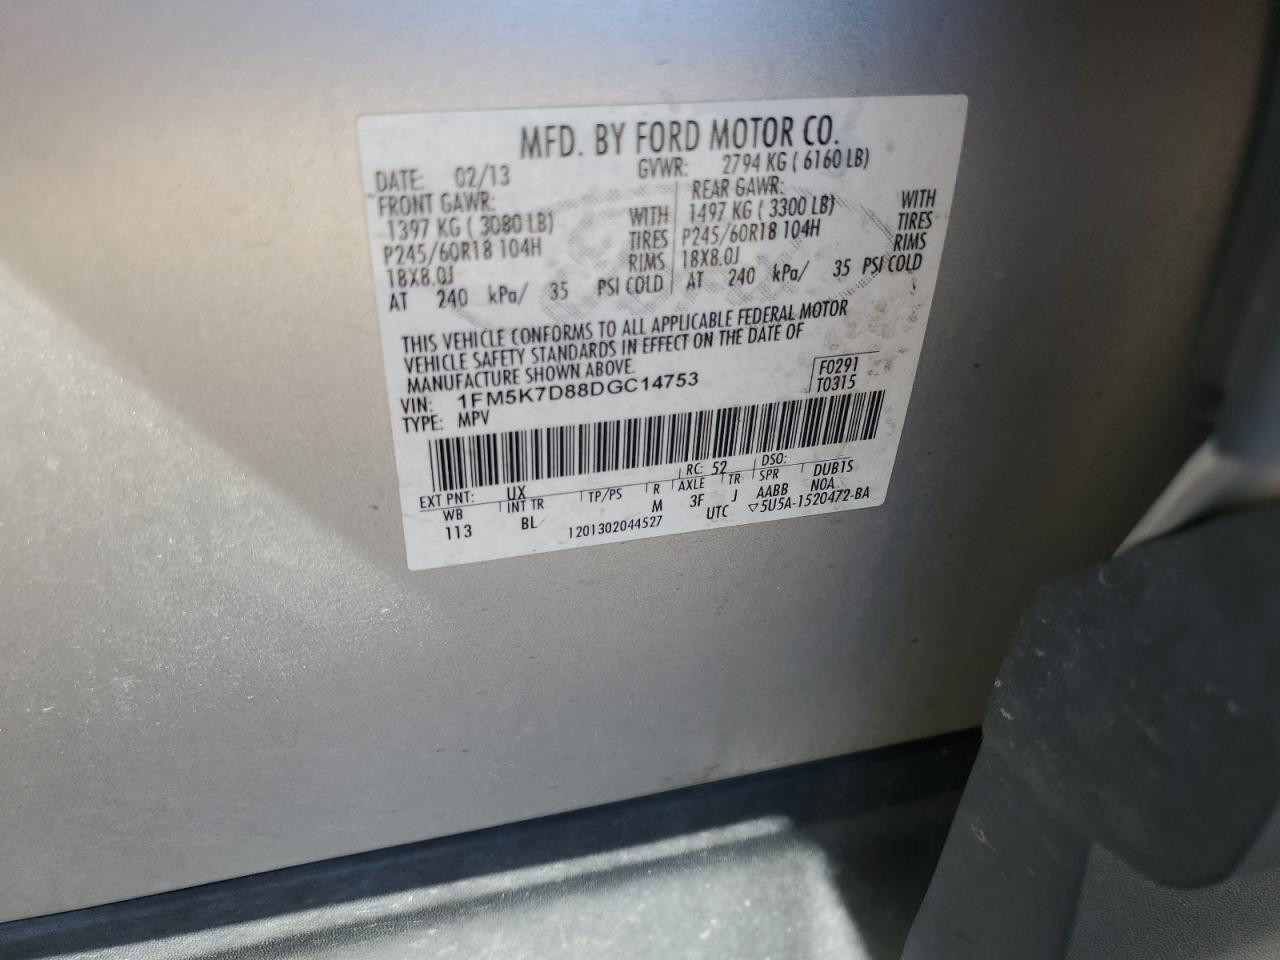 MFD. BY FORD MOTOR CO.
DATE: 02/13 GVWR: 2794 KG ( 6160 LB)
FRONT GAWR: REAR GAWR:
1397 KG ( 3080 LB) WITH 1497 KG ( 3300 LB) WITH
P245/60R18 104H TIRES P245/60R18 104H TIRES
18X8.0J RIMS 18X8.0J RIMS
AT 240 kPa/ 35 PSI COLD AT 240 kPa/ 35 PSI COLD
THIS VEHICLE CONFORMS TO ALL APPLICABLE FEDERAL MOTOR
VEHICLE SAFETY STANDARDS IN EFFECT ON THE DATE OF
MANUFACTURE SHOWN ABOVE.
VIN: 1FM5K7D88DGC14753 F0291
TYPE: MPV T0315
EXT PNT: UX RC: 52 DSO:
WB INT TR TP/PS R AXLE TR SPR DUB1S
113 BL M 3F J AABB NOA
1201302044527 UTC ▽5U5A-1520472-BA